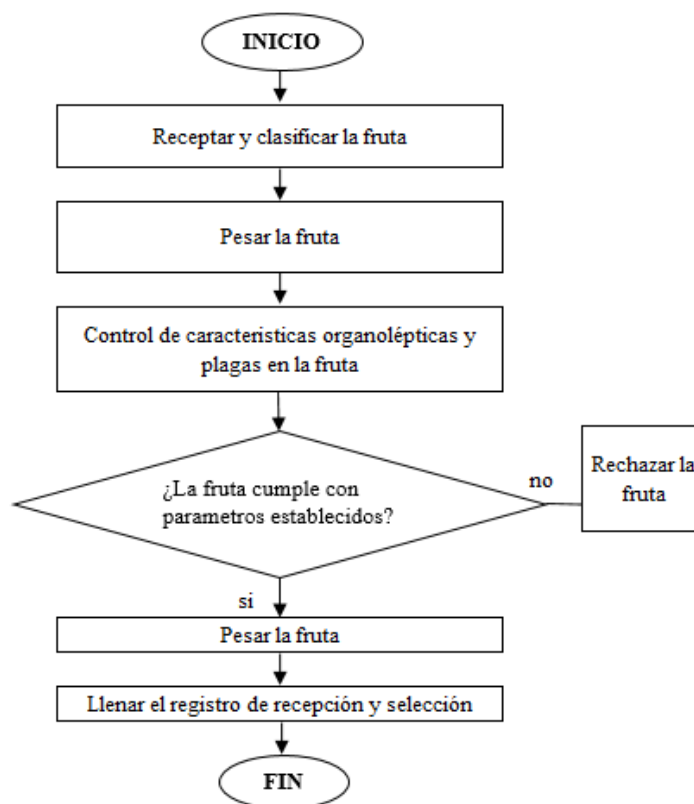 INICIO
Receptar y clasificar la fruta
Pesar la fruta
Control de caracteristicas organolépticas y
plagas en la fruta
¿La fruta cumple con
parametros establecidos?
no
Rechazar la
fruta
si
Pesar la fruta
Llenar el registro de recepción y selección
FIN